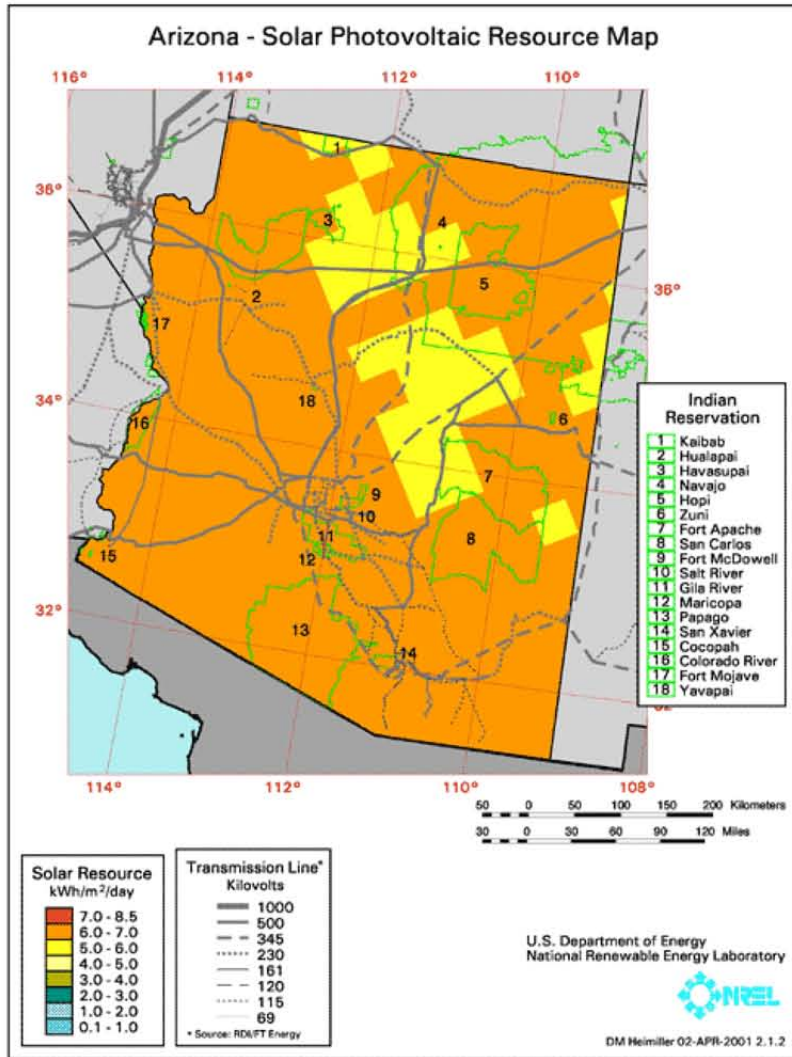 Arizona - Solar Photovoltaic Resource Map
116°
114°
112°
110°
36°
34°
32°
36°
114°
112°
110°
108°
1
2
3
4
5
6
7
8
9
10
11
12
13
14
15
16
17
18
Indian
Reservation
1 Kaibab
2 Hualapai
3 Havasupai
4 Navajo
5 Hopi
6 Zuni
7 Fort Apache
8 San Carlos
9 Fort McDowell
10 Salt River
11 Gila River
12 Maricopa
13 Papago
14 San Xavier
15 Cocopah
16 Colorado River
17 Fort Mojave
18 Yavapai
50 0 50 100 150 200 Kilometers
30 0 30 60 90 120 Miles
Solar Resource
kWh/m²/day
7.0 - 8.5
6.0 - 7.0
5.0 - 6.0
4.0 - 5.0
3.0 - 4.0
2.0 - 3.0
1.0 - 2.0
0.1 - 1.0
Transmission Line*
Kilovolts
1000
500
345
230
161
120
115
69
* Source: RDI/FT Energy
U.S. Department of Energy
National Renewable Energy Laboratory
NREL
DM Heimiller 02-APR-2001 2.1.2